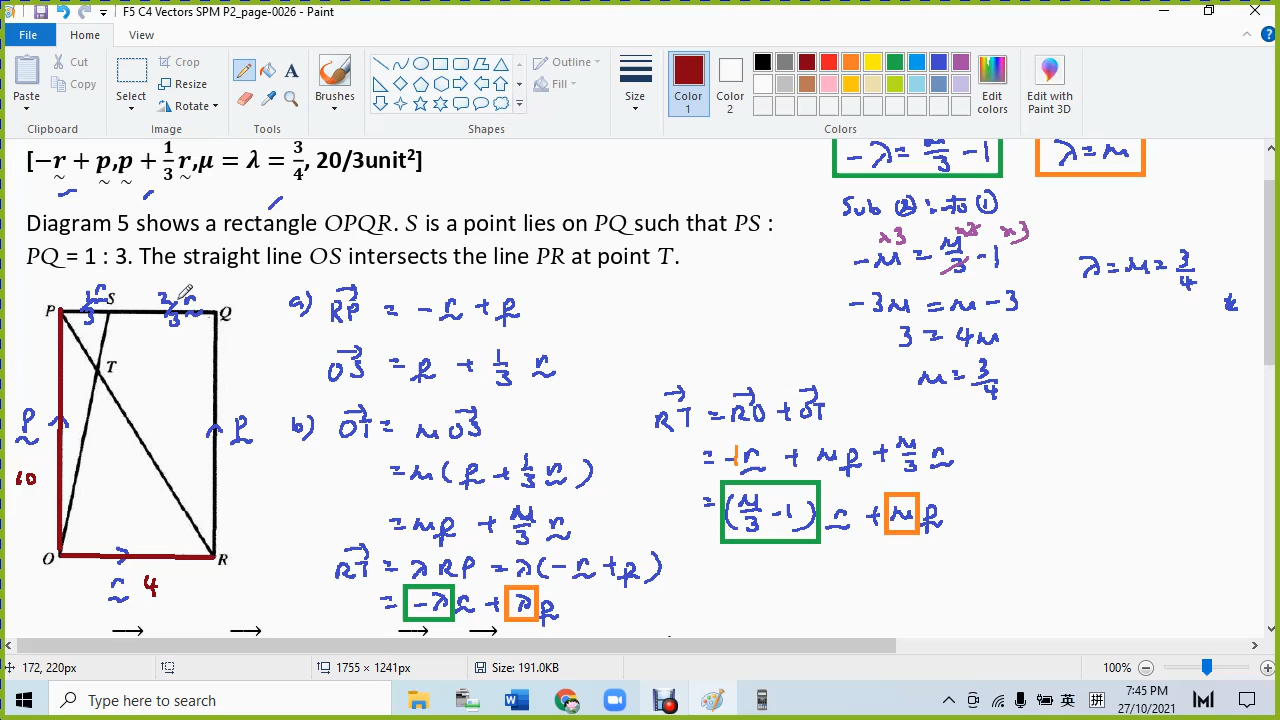 F5 C4 Vectors SPM P2_page-0026 - Paint
File Home View
Paste Cut Copy Clipboard
Select Crop Resize Rotate Image
Tools
Brushes
Outline Fill Shapes
Size
Color 1 Color 2 Edit colors Colors
Edit with Paint 3D
[−r + p, p + 1/3 r, μ = λ = 3/4, 20/3unit²]
Diagram 5 shows a rectangle OPQR. S is a point lies on PQ such that PS :
PQ = 1 : 3. The straight line OS intersects the line PR at point T.
P 1/3 r S 2/3 r Q
T
p p
10
O R
r 4
a) RP = -r + p
OS = p + 1/3 r
b) OT = μ OS
= μ( p + 1/3 r )
= μp + μ/3 r
RT = λ RP = λ(-r + p)
= -λ r + λ p
RT = RO + OT
= -1r + μp + μ/3 r
= (μ/3 -1) r + μ p
-λ = μ/3 -1
λ = μ
Sub ② into ①
×3 ×3 ×3
-μ = μ/3 -1
-3μ = μ - 3
3 = 4μ
μ = 3/4
λ = μ = 3/4
172, 220px 1755 × 1241px Size: 191.0KB 100%
Type here to search
英 拼 7:45 PM
27/10/2021